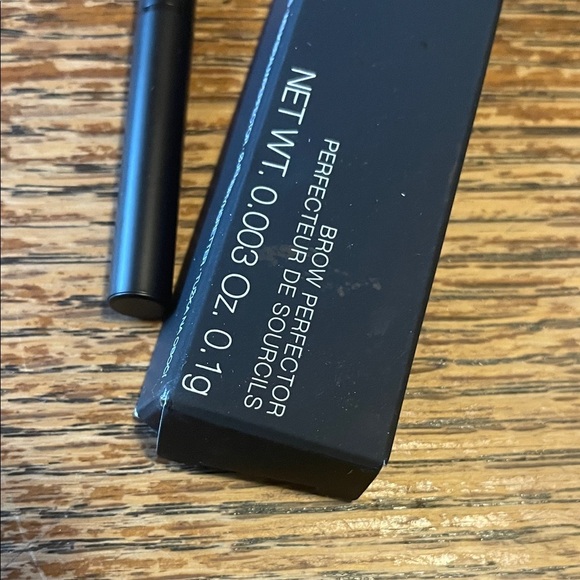 BROW PERFECTOR
PERFECTEUR DE SOURCILS
NET WT. 0.003 Oz. 0.1g